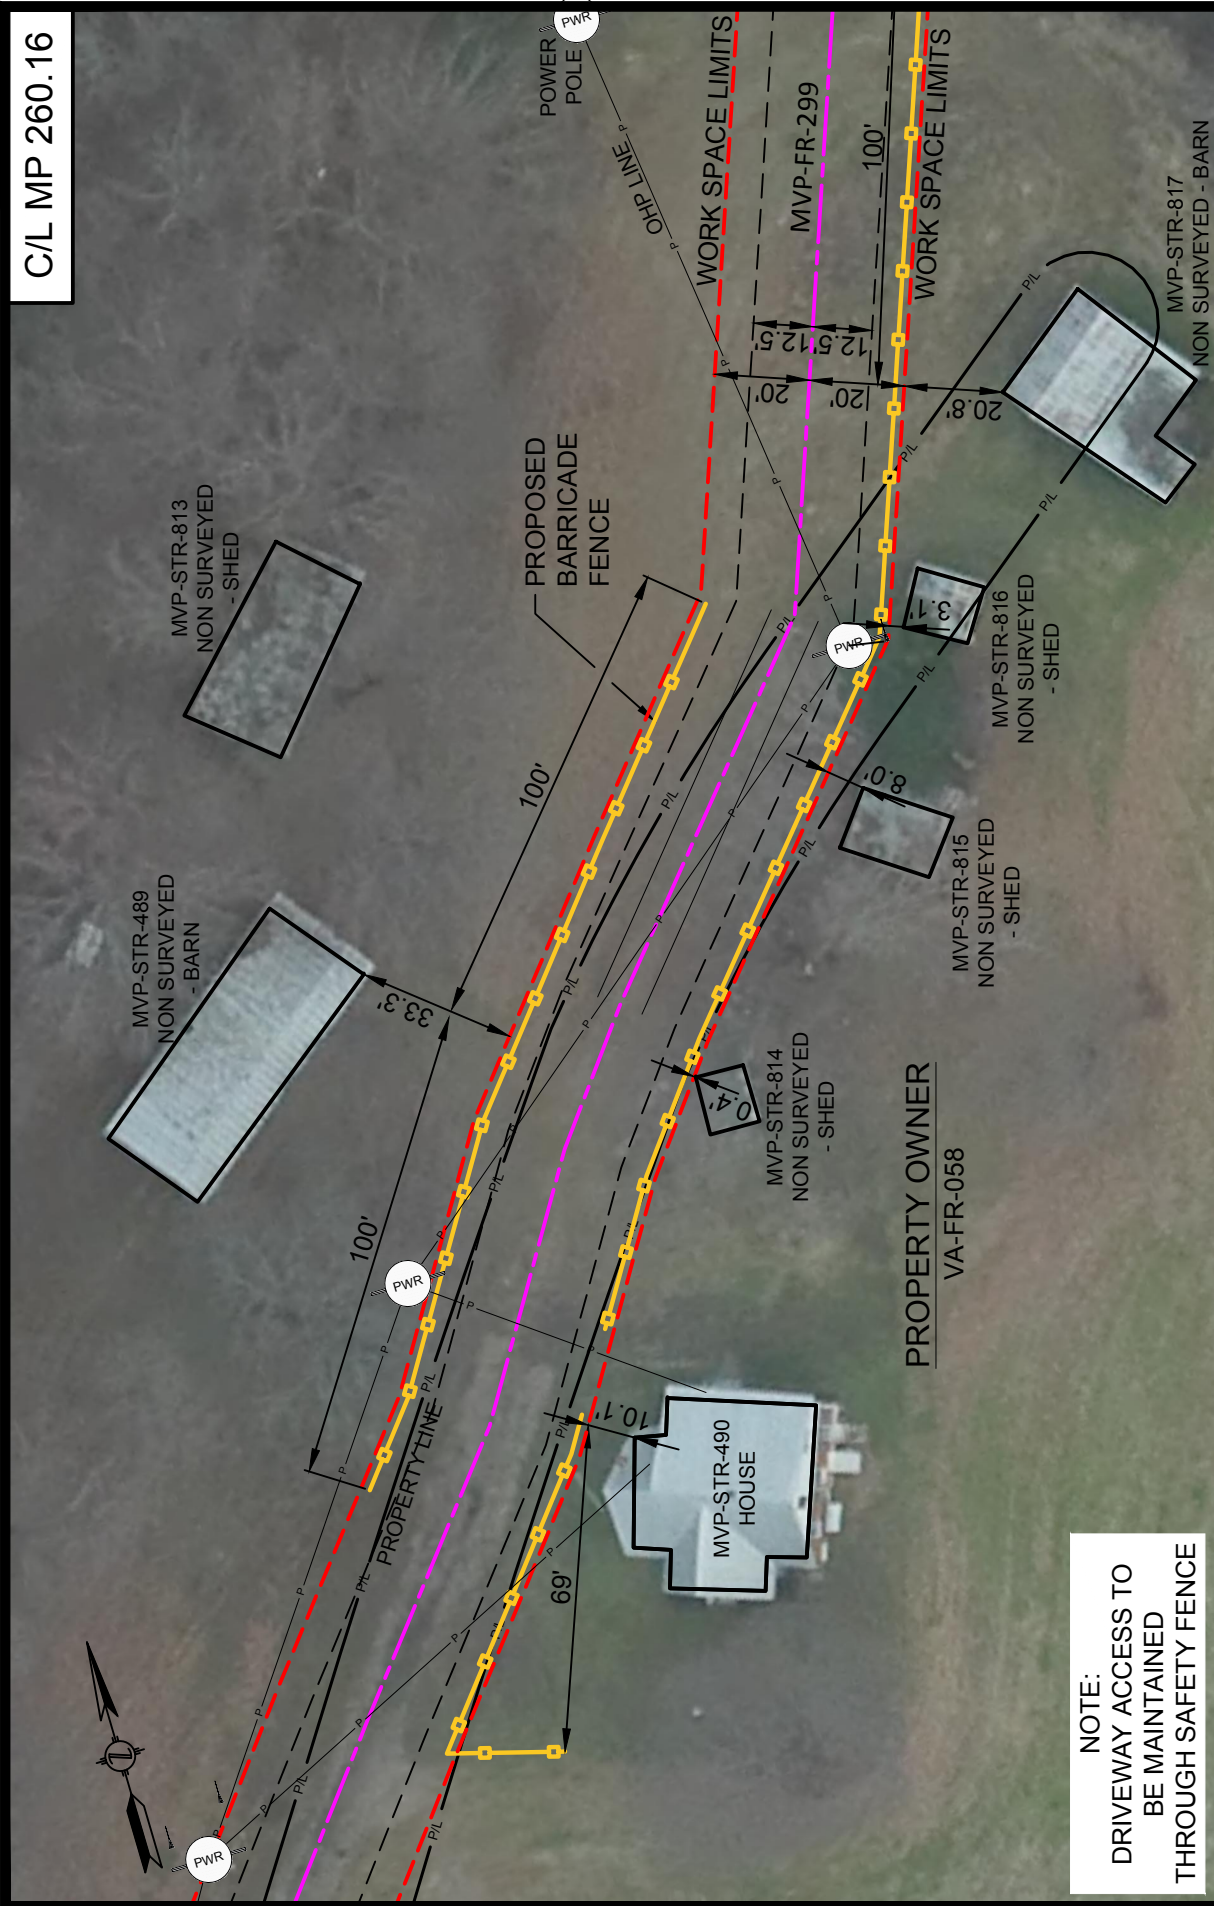 C/L MP 260.16
PWR
POWER
POLE
OHP LINE
WORK SPACE LIMITS
MVP-FR-299
100'
WORK SPACE LIMITS
MVP-STR-817
NON SURVEYED - BARN
12.5'
12.5'
20'
20'
20.8'
P/L
P/L
P/L
MVP-STR-813
NON SURVEYED
- SHED
PROPOSED
BARRICADE
FENCE
100'
3.1'
MVP-STR-816
NON SURVEYED
- SHED
PWR
P/L
P/L
P/L
P/L
8.0'
MVP-STR-815
NON SURVEYED
- SHED
MVP-STR-489
NON SURVEYED
- BARN
33.3'
100'
P/L
P/L
0.4'
MVP-STR-814
NON SURVEYED
- SHED
PROPERTY OWNER
VA-FR-058
PWR
P/L
PROPERTY LINE
P/L
10.1'
MVP-STR-490
HOUSE
69'
P/L
P/L
P/L
PWR
NOTE:
DRIVEWAY ACCESS TO
BE MAINTAINED
THROUGH SAFETY FENCE